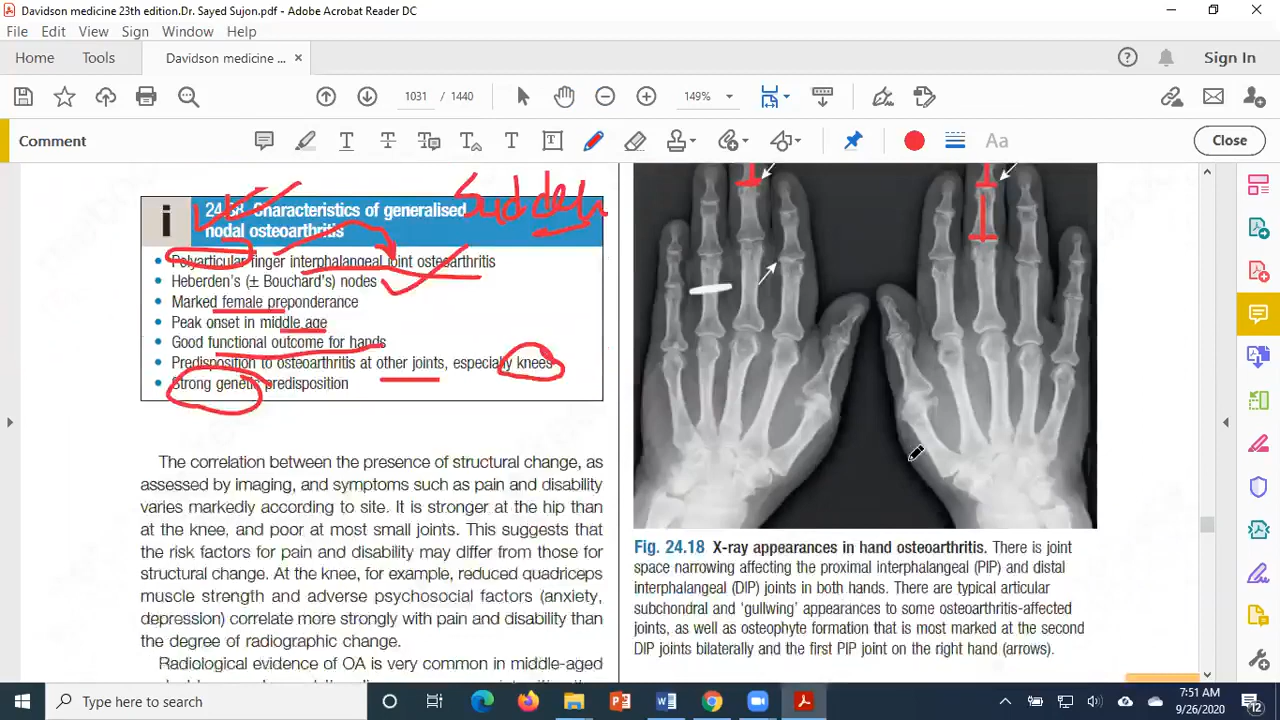 Davidson medicine 23th edition.Dr. Sayed Sujon.pdf - Adobe Acrobat Reader DC
File Edit View Sign Window Help
Home Tools Davidson medicine ... × Sign In
1031 / 1440 149%
Comment Close
Sudden
24.38 Characteristics of generalised
nodal osteoarthritis
• Polyarticular finger interphalangeal joint osteoarthritis
• Heberden's (± Bouchard's) nodes
• Marked female preponderance
• Peak onset in middle age
• Good functional outcome for hands
• Predisposition to osteoarthritis at other joints, especially knees
• Strong genetic predisposition
The correlation between the presence of structural change, as
assessed by imaging, and symptoms such as pain and disability
varies markedly according to site. It is stronger at the hip than
at the knee, and poor at most small joints. This suggests that
the risk factors for pain and disability may differ from those for
structural change. At the knee, for example, reduced quadriceps
muscle strength and adverse psychosocial factors (anxiety,
depression) correlate more strongly with pain and disability than
the degree of radiographic change.
Radiological evidence of OA is very common in middle-aged
Fig. 24.18 X-ray appearances in hand osteoarthritis. There is joint
space narrowing affecting the proximal interphalangeal (PIP) and distal
interphalangeal (DIP) joints in both hands. There are typical articular
subchondral and 'gullwing' appearances to some osteoarthritis-affected
joints, as well as osteophyte formation that is most marked at the second
DIP joints bilaterally and the first PIP joint on the right hand (arrows).
Type here to search
7:51 AM
9/26/2020
12